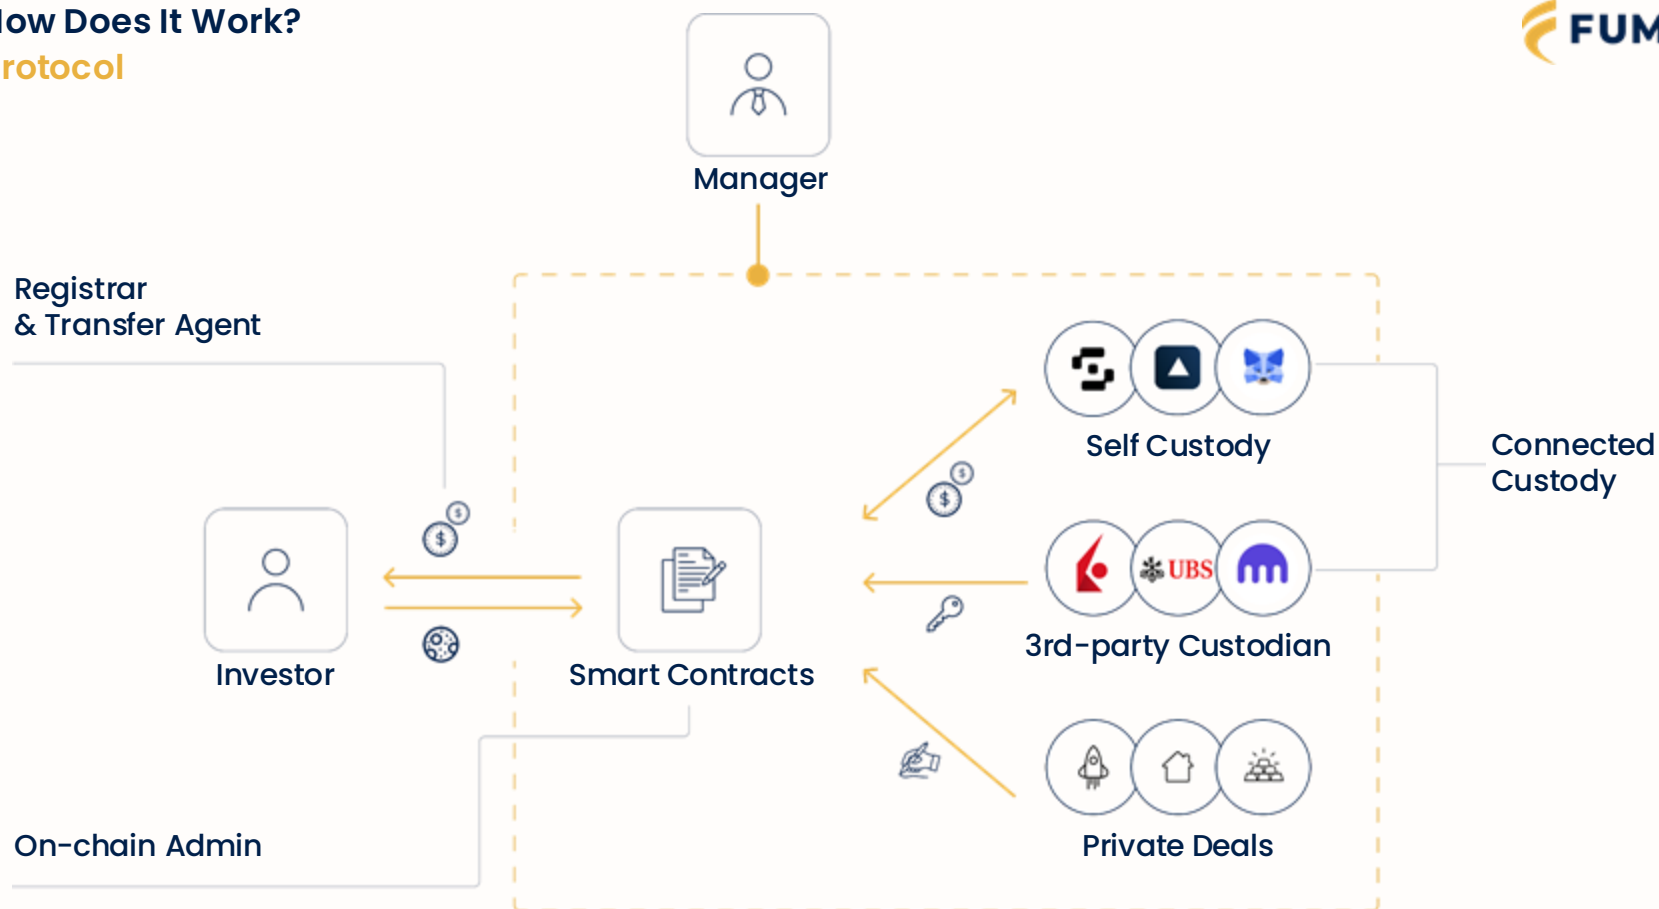 How Does It Work?
rotocol
FUM
Manager
Registrar
& Transfer Agent
Self Custody
Connected
Custody
UBS
3rd-party Custodian
Investor
Smart Contracts
On-chain Admin
Private Deals